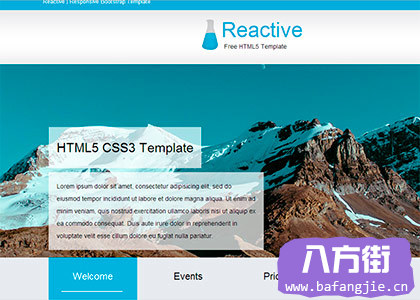 Reactive | Responsive Bootstrap Template
Reactive
Free HTML5 Template
HTML5 CSS3 Template
Lorem ipsum dolor sit amet, consectetur adipisicing elit, sed do
eiusmod tempor incididunt ut labore et dolore magna aliqua. Ut enim ad
minim veniam, quis nostrud exercitation ullamco laboris nisi ut aliquip ex
ea commodo consequat. Duis aute irure dolor in reprehenderit in
voluptate velit esse cillum dolore eu fugiat nulla pariatur.
Welcome
Events
八方街
www.bafangjie.cn